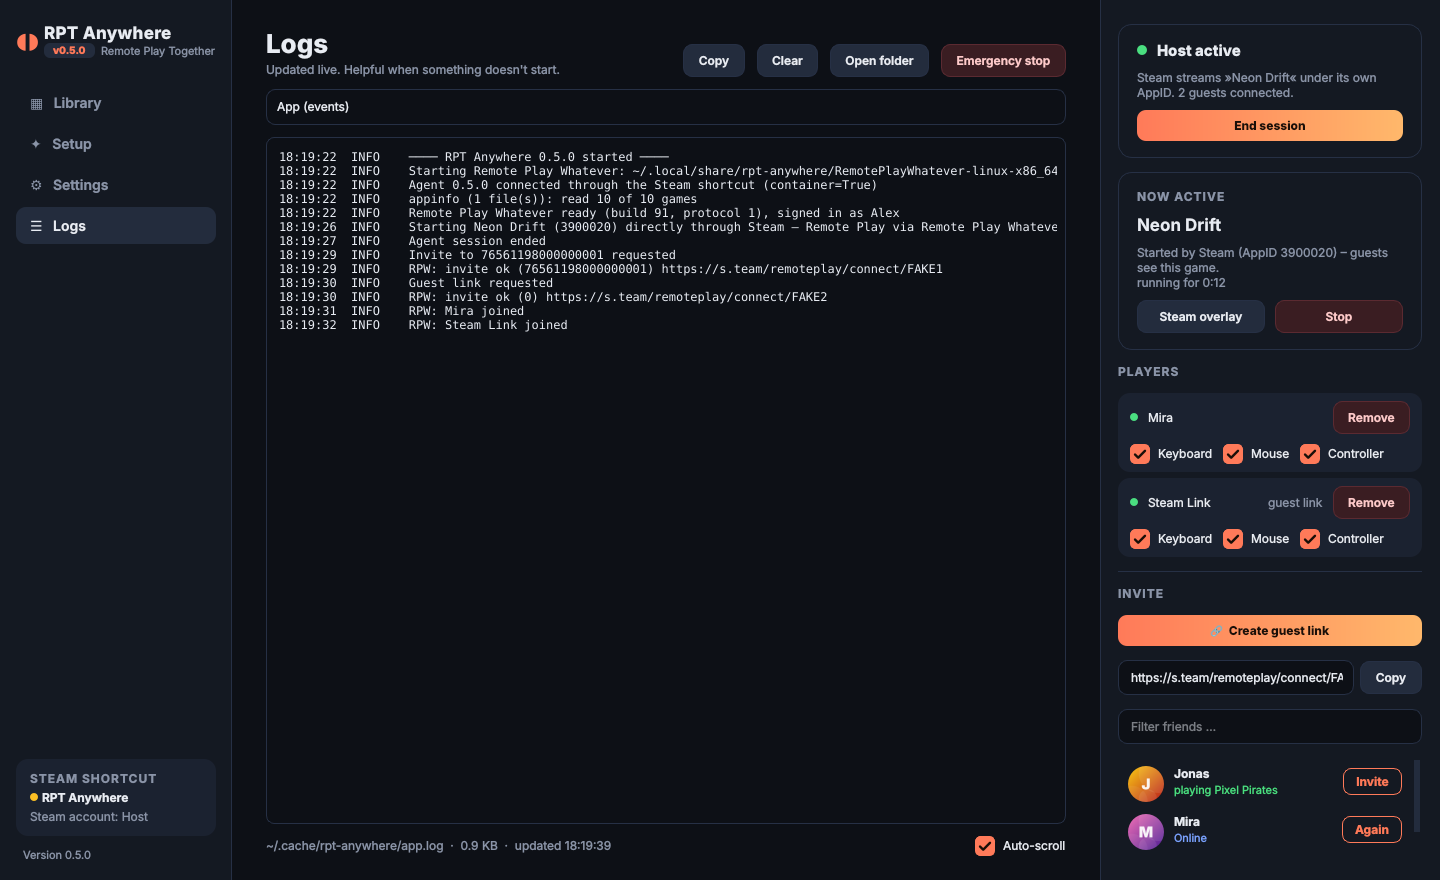 RPT Anywhere
v0.5.0 Remote Play Together
Library
Setup
Settings
Logs
STEAM SHORTCUT
RPT Anywhere
Steam account: Host
Version 0.5.0
Logs
Updated live. Helpful when something doesn't start.
Copy
Clear
Open folder
Emergency stop
App (events)
18:19:22 INFO ──── RPT Anywhere 0.5.0 started ────
18:19:22 INFO Starting Remote Play Whatever: ~/.local/share/rpt-anywhere/RemotePlayWhatever-linux-x86_64
18:19:22 INFO Agent 0.5.0 connected through the Steam shortcut (container=True)
18:19:22 INFO appinfo (1 file(s)): read 10 of 10 games
18:19:22 INFO Remote Play Whatever ready (build 91, protocol 1), signed in as Alex
18:19:26 INFO Starting Neon Drift (3900020) directly through Steam – Remote Play via Remote Play Whateve
18:19:27 INFO Agent session ended
18:19:29 INFO Invite to 76561198000000001 requested
18:19:29 INFO RPW: invite ok (76561198000000001) https://s.team/remoteplay/connect/FAKE1
18:19:30 INFO Guest link requested
18:19:30 INFO RPW: invite ok (0) https://s.team/remoteplay/connect/FAKE2
18:19:31 INFO RPW: Mira joined
18:19:32 INFO RPW: Steam Link joined
~/.cache/rpt-anywhere/app.log · 0.9 KB · updated 18:19:39
Auto-scroll
Host active
Steam streams »Neon Drift« under its own
AppID. 2 guests connected.
End session
NOW ACTIVE
Neon Drift
Started by Steam (AppID 3900020) – guests
see this game.
running for 0:12
Steam overlay
Stop
PLAYERS
Mira
Remove
Keyboard Mouse Controller
Steam Link guest link
Remove
Keyboard Mouse Controller
INVITE
Create guest link
https://s.team/remoteplay/connect/FA
Copy
Filter friends ...
J
Jonas
playing Pixel Pirates
Invite
M
Mira
Online
Again